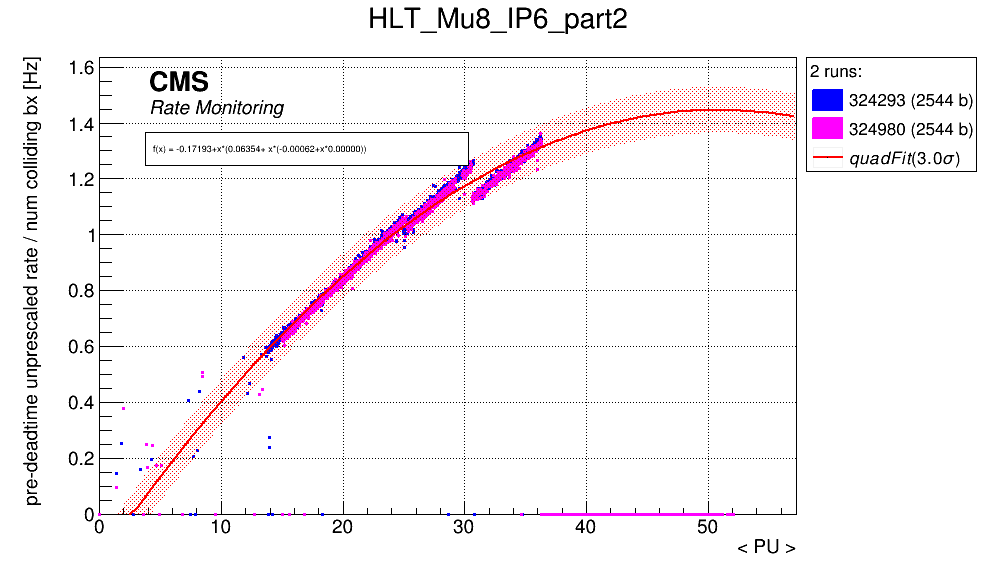 HLT_Mu8_IP6_part2
pre-deadtime unprescaled rate / num colliding bx [Hz]
1.6
1.4
1.2
1
0.8
0.6
0.4
0.2
0
CMS
Rate Monitoring
f(x) = -0.17193+x*(0.06354+ x*(-0.00062+x*0.00000))
0 10 20 30 40 50
< PU >
2 runs:
324293 (2544 b)
324980 (2544 b)
quadFit(3.0σ)